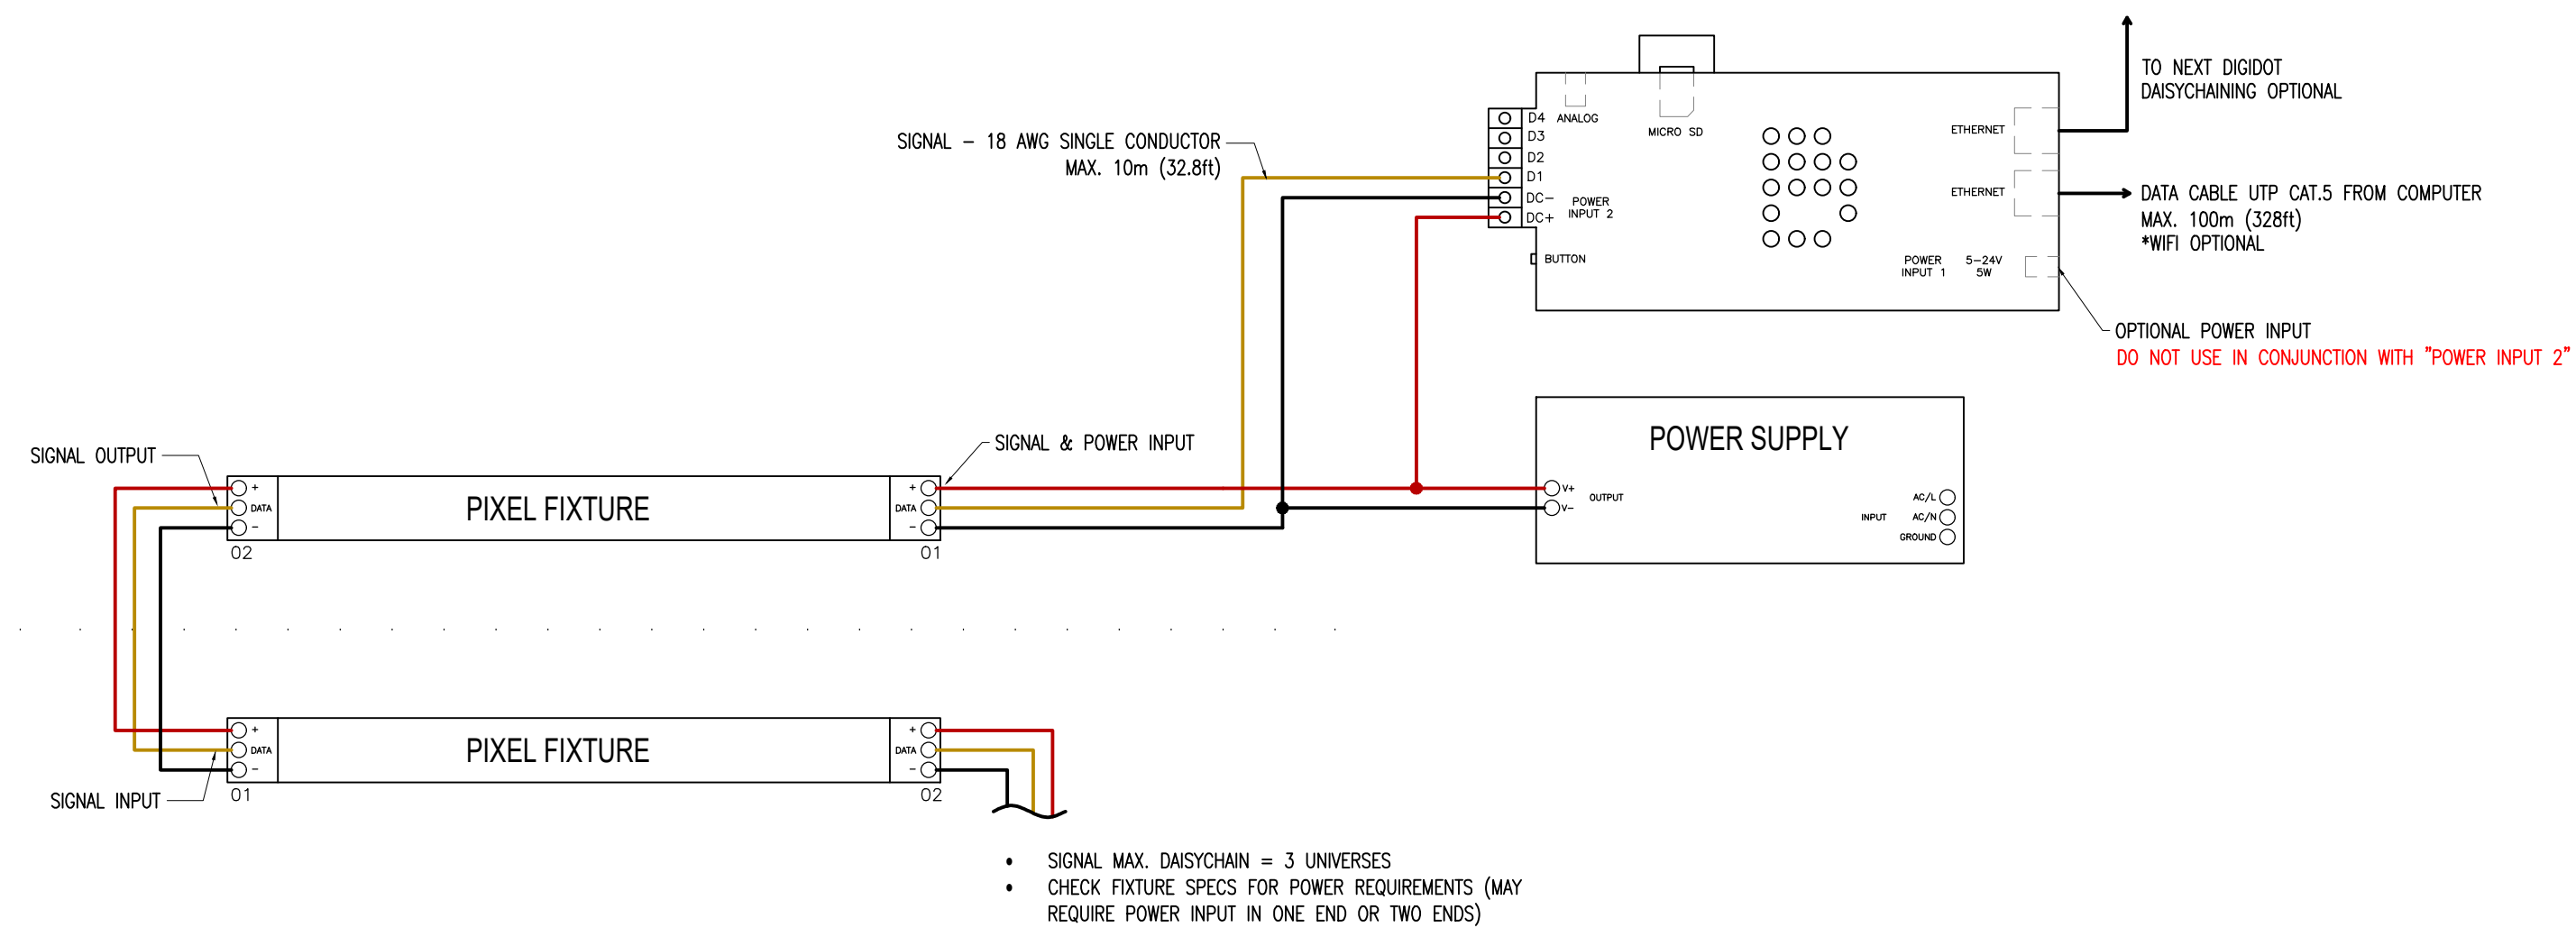 TO NEXT DIGIDOT
DAISYCHAINING OPTIONAL
SIGNAL - 18 AWG SINGLE CONDUCTOR
MAX. 10m (32.8ft)
D4
D3
D2
D1
DC-
DC+
ANALOG
MICRO SD
POWER
INPUT 2
BUTTON
ETHERNET
ETHERNET
POWER
INPUT 1
5-24V
5W
DATA CABLE UTP CAT.5 FROM COMPUTER
MAX. 100m (328ft)
*WIFI OPTIONAL
OPTIONAL POWER INPUT
DO NOT USE IN CONJUNCTION WITH "POWER INPUT 2"
POWER SUPPLY
V+
V-
OUTPUT
INPUT
AC/L
AC/N
GROUND
SIGNAL OUTPUT
SIGNAL & POWER INPUT
+
DATA
-
PIXEL FIXTURE
+
DATA
-
02
01
+
DATA
-
PIXEL FIXTURE
+
DATA
-
01
02
SIGNAL INPUT
• SIGNAL MAX. DAISYCHAIN = 3 UNIVERSES
• CHECK FIXTURE SPECS FOR POWER REQUIREMENTS (MAY
REQUIRE POWER INPUT IN ONE END OR TWO ENDS)